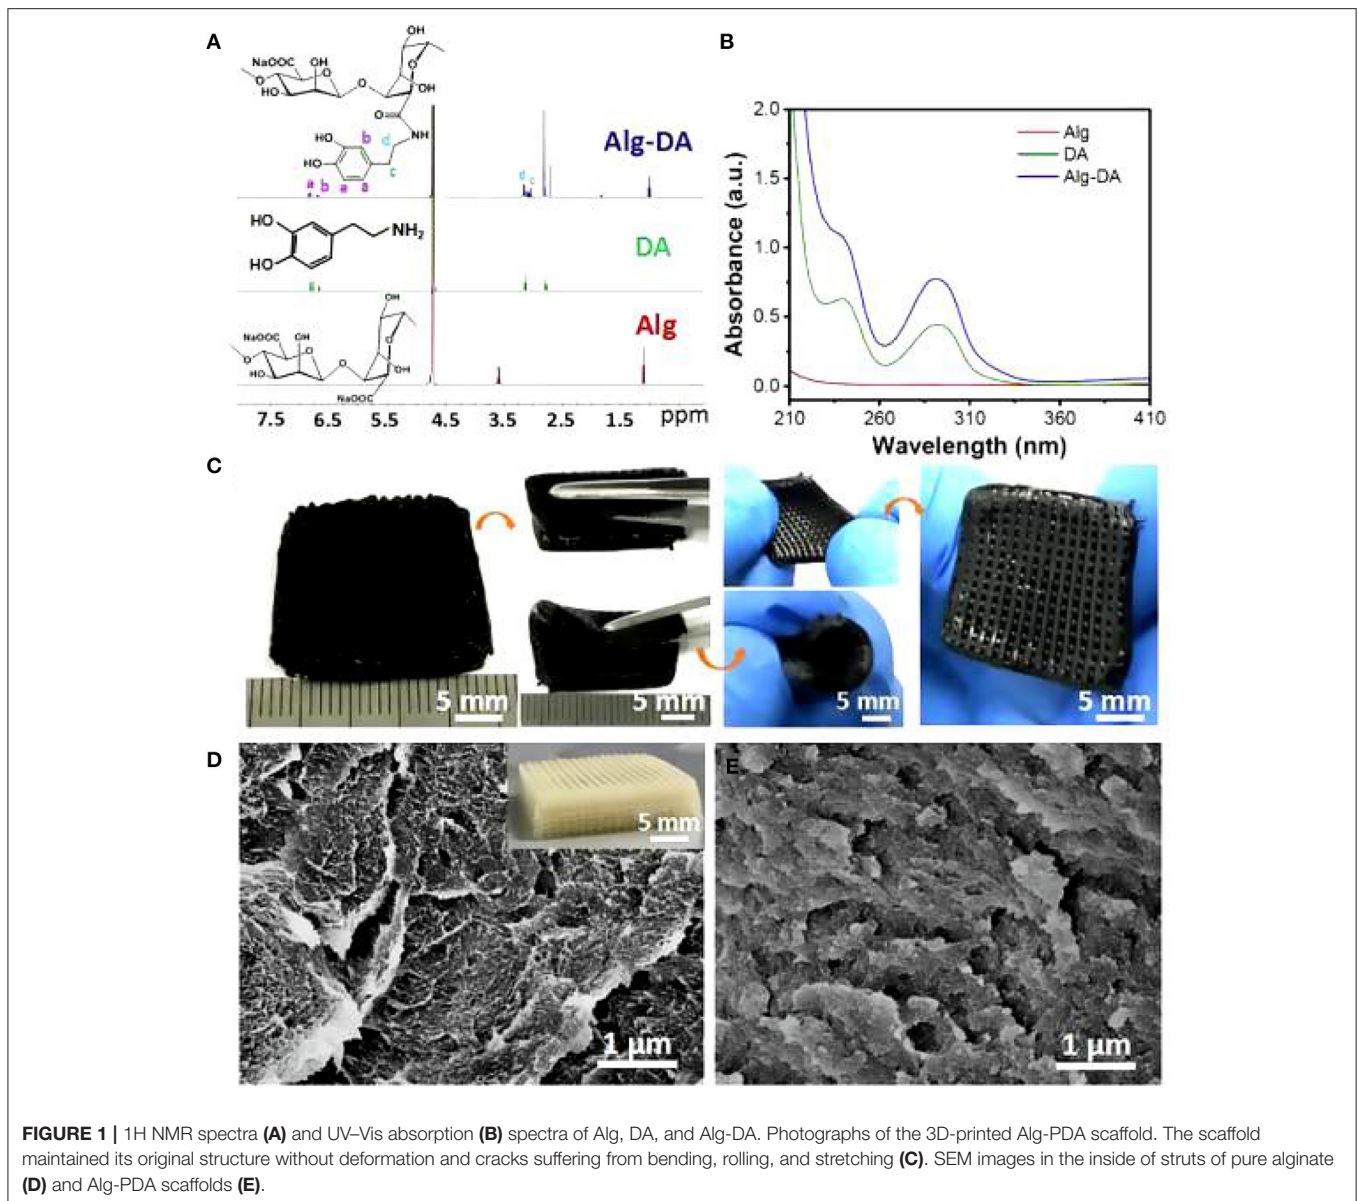 A
B
OH
NaOOC
OH
O
O
HO
O
OH
O
NH
HO
HO
b
d
c
a
b
a
a
d
c
Alg-DA
HO
HO
NH₂
DA
OH
NaOOC
OH
O
O
HO
O
OH
NaOOC
Alg
7.5 6.5 5.5 4.5 3.5 2.5 1.5 ppm
2.0
1.5
1.0
0.5
0.0
Absorbance (a.u.)
Alg
DA
Alg-DA
210 260 310 360 410
Wavelength (nm)
C
5 mm
5 mm
5 mm
5 mm
D
5 mm
1 μm
E
1 μm
FIGURE 1 | 1H NMR spectra (A) and UV–Vis absorption (B) spectra of Alg, DA, and Alg-DA. Photographs of the 3D-printed Alg-PDA scaffold. The scaffold
maintained its original structure without deformation and cracks suffering from bending, rolling, and stretching (C). SEM images in the inside of struts of pure alginate
(D) and Alg-PDA scaffolds (E).